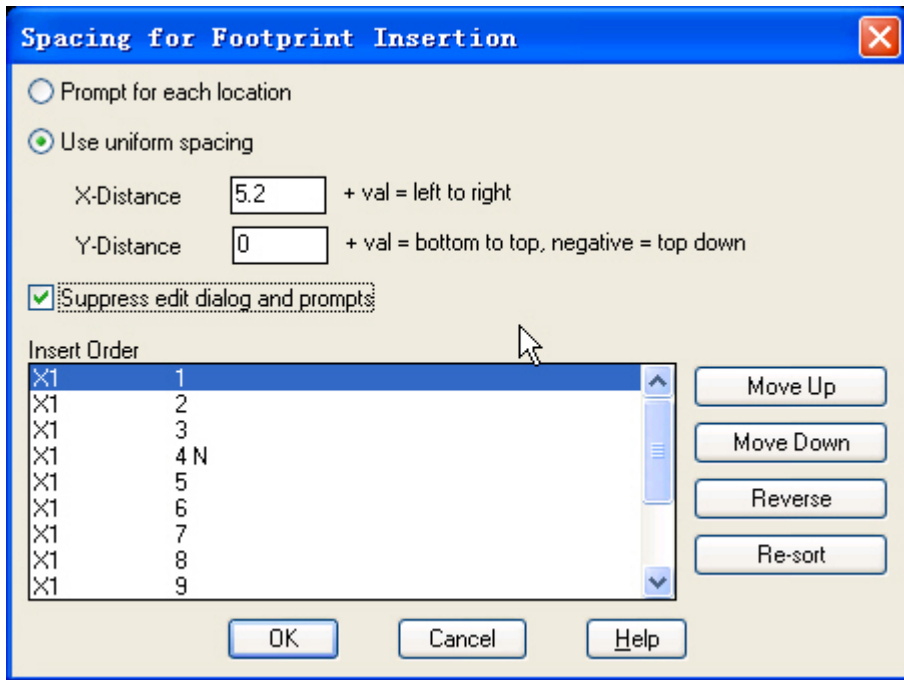 Spacing for Footprint Insertion
Prompt for each location
Use uniform spacing
X-Distance 5.2 + val = left to right
Y-Distance 0 + val = bottom to top, negative = top down
Suppress edit dialog and prompts
Insert Order
X1 1
X1 2
X1 3
X1 4 N
X1 5
X1 6
X1 7
X1 8
X1 9
Move Up
Move Down
Reverse
Re-sort
OK Cancel Help